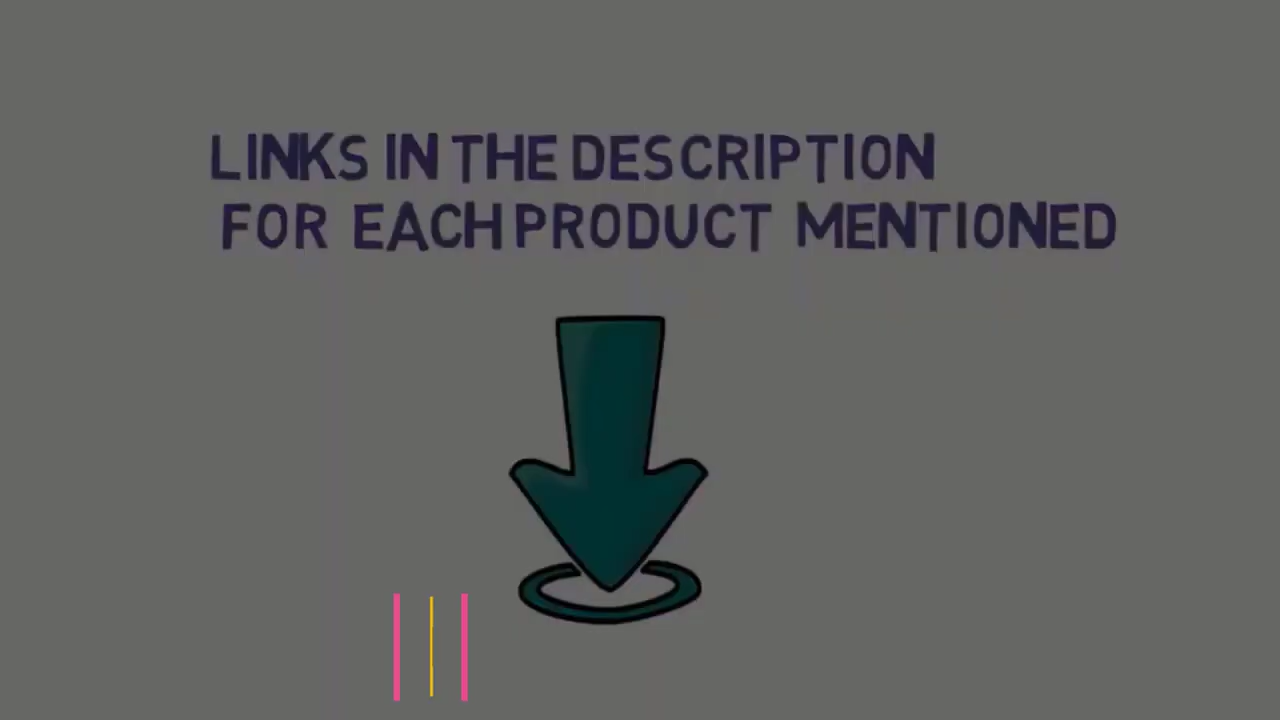 LINKS IN THE DESCRIPTION
FOR EACH PRODUCT MENTIONED